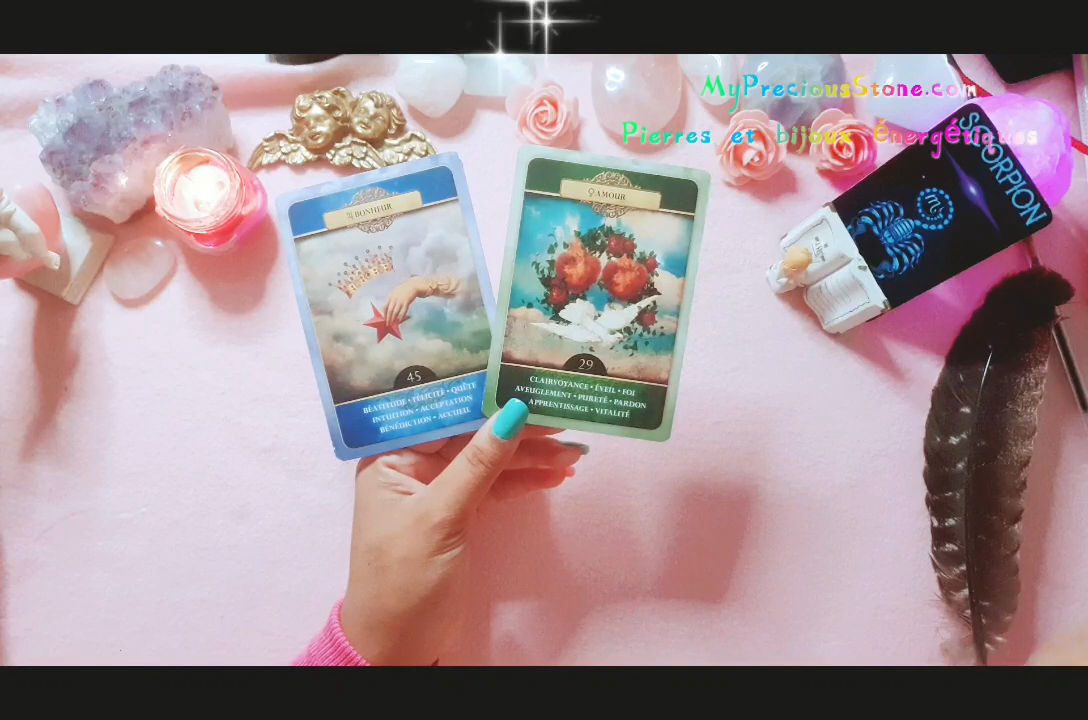 MyPreciousStone.com
Pierres et bijoux énergétiques
SCORPION
♃ BONHEUR
45
BÉATITUDE • FÉLICITÉ • QUÊTE
INTUITION • ACCEPTATION
BÉNÉDICTION • ACCUEIL
♀ AMOUR
29
CLAIRVOYANCE • ÉVEIL • FOI
AVEUGLEMENT • PURETÉ • PARDON
APPRENTISSAGE • VITALITÉ